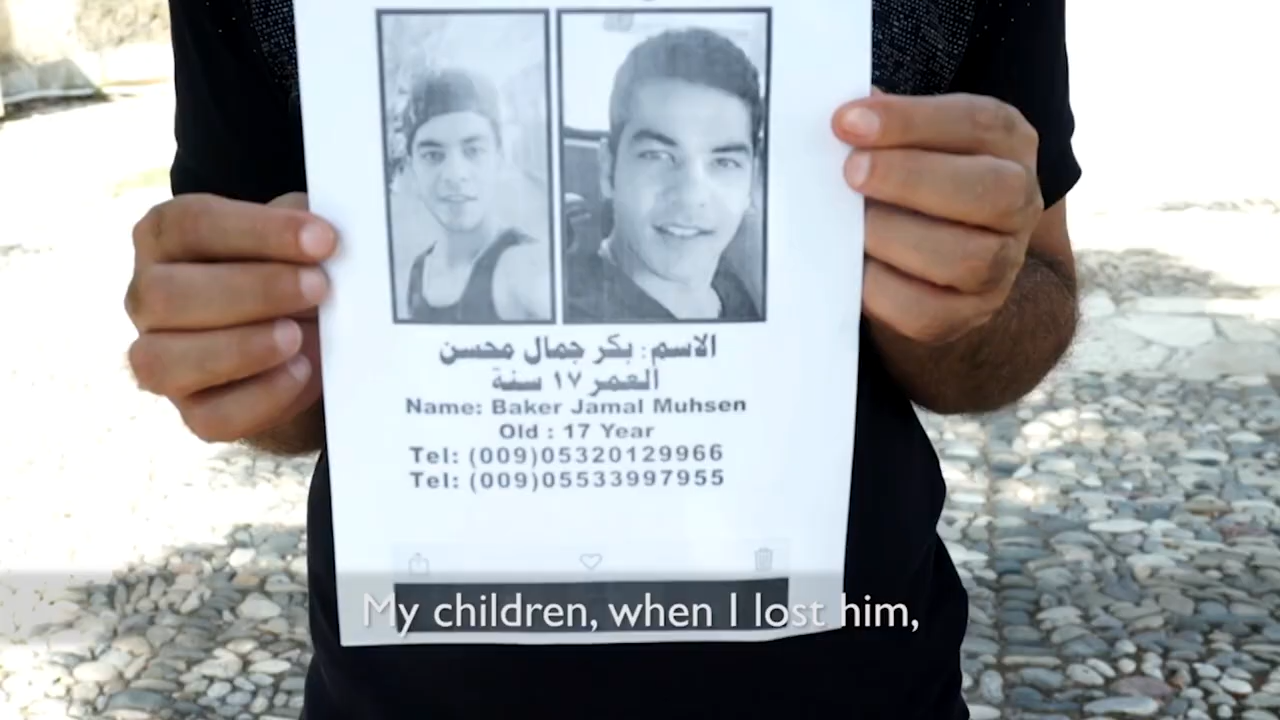 الاسم: بكر جمال محسن
العمر ١٧ سنة
Name: Baker Jamal Muhsen
Old : 17 Year
Tel: (009)05320129966
Tel: (009)05533997955
My children, when I lost him,